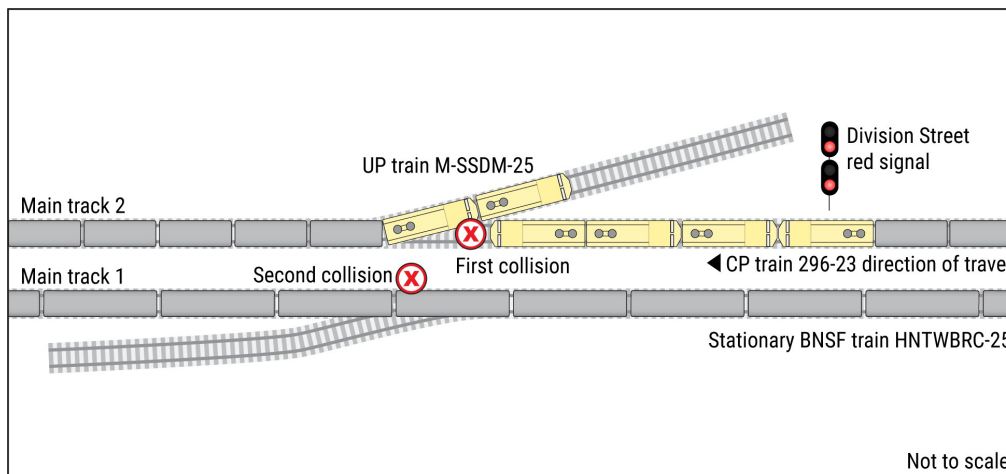 Division Street
red signal
UP train M-SSDM-25
Main track 2
X
First collision
CP train 296-23 direction of trave
Second collision
X
Main track 1
Stationary BNSF train HNTWBRC-25
Not to scale